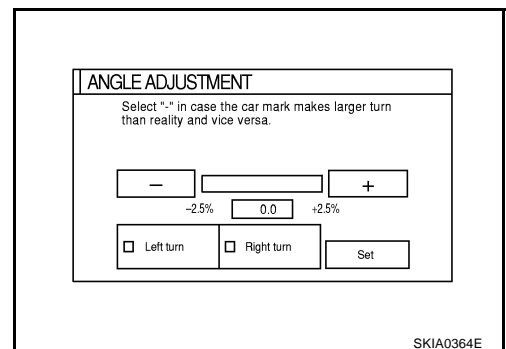 ANGLE ADJUSTMENT
Select "-" in case the car mark makes larger turn
than reality and vice versa.
− +
−2.5% 0.0 +2.5%
Left turn Right turn Set
SKIA0364E